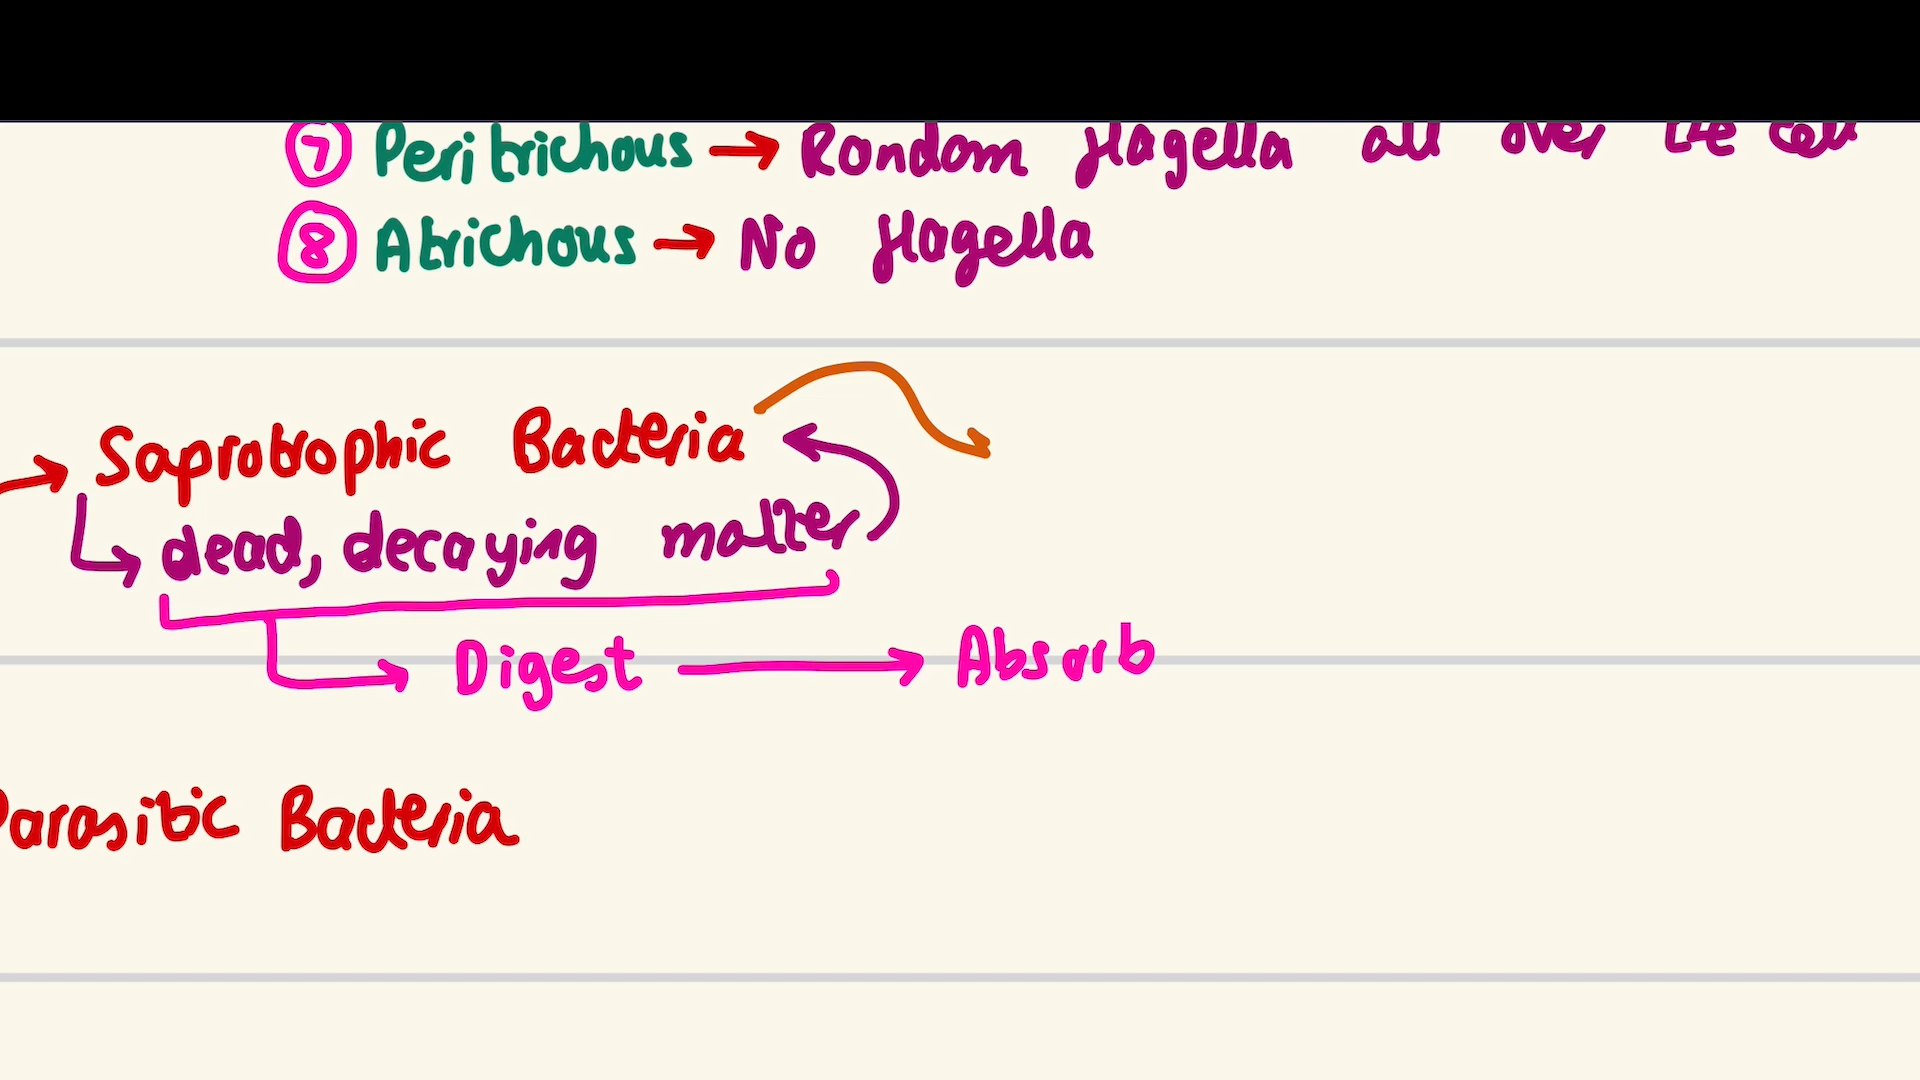 7 Peritrichous → Random flagella all over the cell
8 Atrichous → No flagella
→ Saprotrophic Bacteria
dead, decaying matter
Digest → Absorb
Parasitic Bacteria